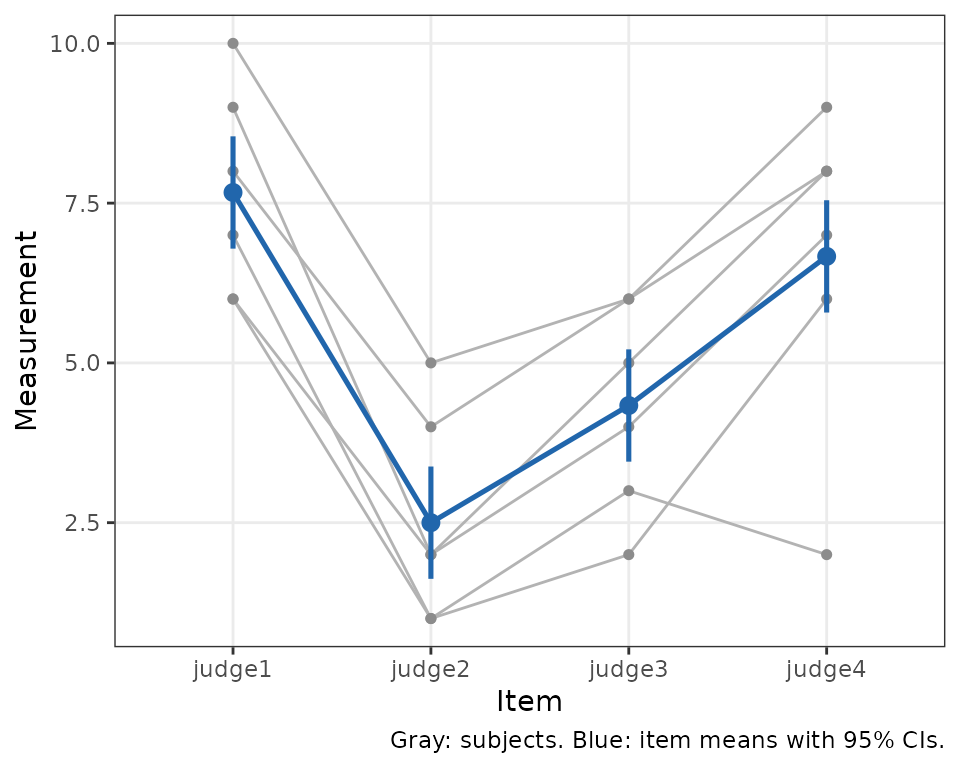 10.0
7.5
5.0
2.5
Measurement
judge1 judge2 judge3 judge4
Item
Gray: subjects. Blue: item means with 95% CIs.